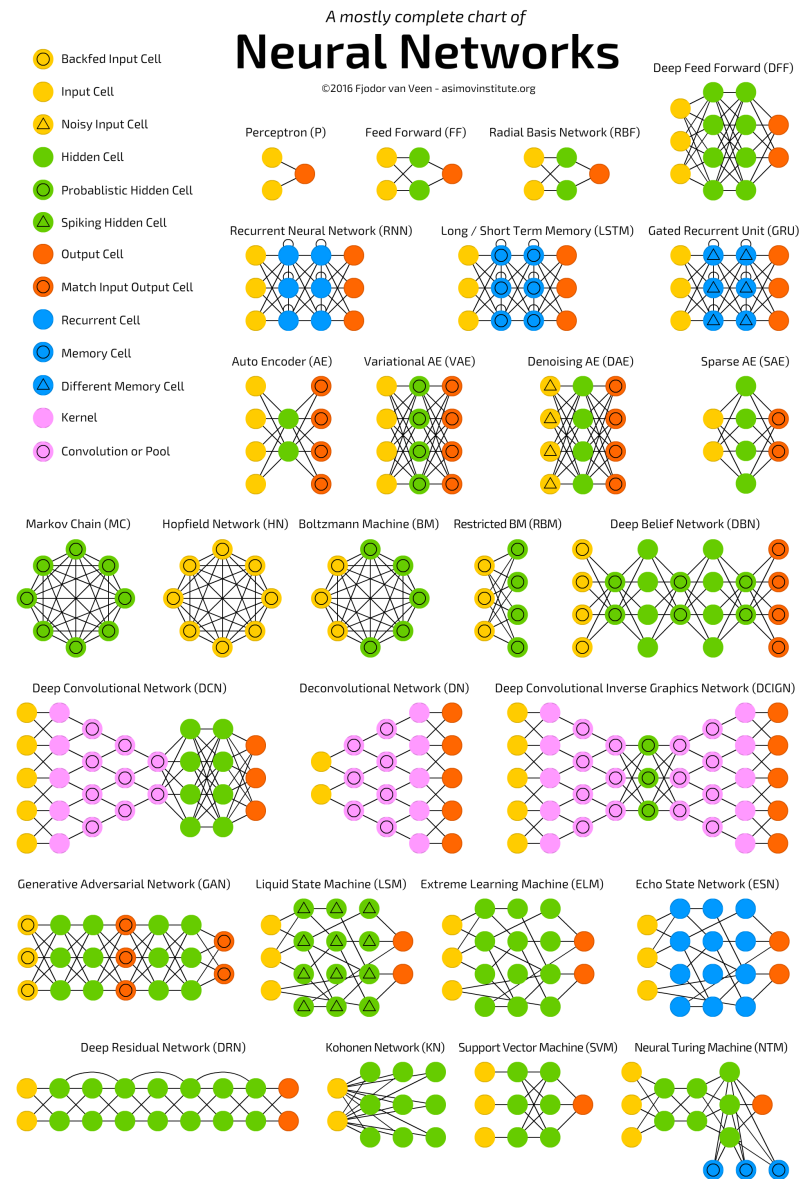 A mostly complete chart of
Neural Networks
©2016 Fjodor van Veen - asimovinstitute.org
Backfed Input Cell
Input Cell
Noisy Input Cell
Hidden Cell
Probablistic Hidden Cell
Spiking Hidden Cell
Output Cell
Match Input Output Cell
Recurrent Cell
Memory Cell
Different Memory Cell
Kernel
Convolution or Pool
Deep Feed Forward (DFF)
Perceptron (P)
Feed Forward (FF)
Radial Basis Network (RBF)
Recurrent Neural Network (RNN)
Long / Short Term Memory (LSTM)
Gated Recurrent Unit (GRU)
Auto Encoder (AE)
Variational AE (VAE)
Denoising AE (DAE)
Sparse AE (SAE)
Markov Chain (MC)
Hopfield Network (HN)
Boltzmann Machine (BM)
Restricted BM (RBM)
Deep Belief Network (DBN)
Deep Convolutional Network (DCN)
Deconvolutional Network (DN)
Deep Convolutional Inverse Graphics Network (DCIGN)
Generative Adversarial Network (GAN)
Liquid State Machine (LSM)
Extreme Learning Machine (ELM)
Echo State Network (ESN)
Deep Residual Network (DRN)
Kohonen Network (KN)
Support Vector Machine (SVM)
Neural Turing Machine (NTM)